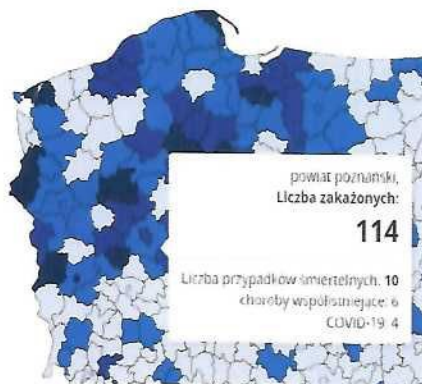 powiat poznański,
Liczba zakażonych:
114
Liczba przypadków śmiertelnych: 10
choroby współistniejące: 6
COVID-19: 4